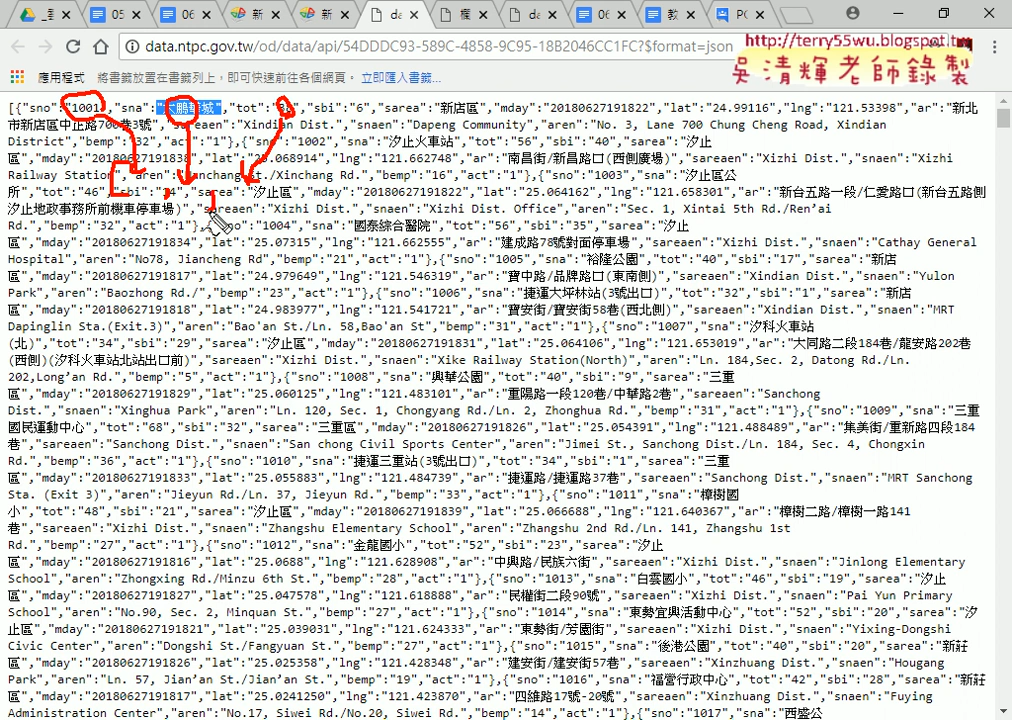 05
06
新
新
da
da
06
教
PC
data.ntpc.gov.tw/od/data/api/54DDDC93-589C-4858-9C95-18B2046CC1FC?$format=json
http://terry55wu.blogspot.tw
吳清輝老師錄製
應用程式 將書籤放置在書籤列上，即可快速前往各個網頁。 立即匯入書籤...
[{"sno":"1001","sna":"大鵬華城","tot":"38","sbi":"6","sarea":"新店區","mday":"20180627191822","lat":"24.99116","lng":"121.53398","ar":"新北
市新店區中正路700巷3號","sareaen":"Xindian Dist.","snaen":"Dapeng Community","aren":"No. 3, Lane 700 Chung Cheng Road, Xindian
District","bemp":"32","act":"1"},{"sno":"1002","sna":"汐止火車站","tot":"56","sbi":"40","sarea":"汐止
區","mday":"20180627191838","lat":"25.068914","lng":"121.662748","ar":"南昌街/新昌路口(西側廣場)","sareaen":"Xizhi Dist.","snaen":"Xizhi
Railway Station","aren":"Nanchang St./Xinchang Rd.","bemp":"16","act":"1"},{"sno":"1003","sna":"汐止區公
所","tot":"46","sbi":"14","sarea":"汐止區","mday":"20180627191822","lat":"25.064162","lng":"121.658301","ar":"新台五路一段/仁愛路口(新台五路側
汐止地政事務所前機車停車場)","sareaen":"Xizhi Dist.","snaen":"Xizhi Dist. Office","aren":"Sec. 1, Xintai 5th Rd./Ren'ai
Rd.","bemp":"32","act":"1"},{"sno":"1004","sna":"國泰綜合醫院","tot":"56","sbi":"35","sarea":"汐止
區","mday":"20180627191834","lat":"25.07315","lng":"121.662555","ar":"建成路78號對面停車場","sareaen":"Xizhi Dist.","snaen":"Cathay General
Hospital","aren":"No78, Jiancheng Rd","bemp":"21","act":"1"},{"sno":"1005","sna":"裕隆公園","tot":"40","sbi":"17","sarea":"新店
區","mday":"20180627191817","lat":"24.979649","lng":"121.546319","ar":"寶中路/品牌路口(東南側)","sareaen":"Xindian Dist.","snaen":"Yulon
Park","aren":"Baozhong Rd./","bemp":"23","act":"1"},{"sno":"1006","sna":"捷運大坪林站(3號出口)","tot":"32","sbi":"1","sarea":"新店
區","mday":"20180627191818","lat":"24.983977","lng":"121.541721","ar":"寶安街/寶安街58巷(西北側)","sareaen":"Xindian Dist.","snaen":"MRT
Dapinglin Sta.(Exit.3)","aren":"Bao'an St./Ln. 58,Bao'an St","bemp":"31","act":"1"},{"sno":"1007","sna":"汐科火車站
(北)","tot":"34","sbi":"29","sarea":"汐止區","mday":"20180627191831","lat":"25.064106","lng":"121.653019","ar":"大同路二段184巷/龍安路202巷
(西側)(汐科火車站北站出口前)","sareaen":"Xizhi Dist.","snaen":"Xike Railway Station(North)","aren":"Ln. 184,Sec. 2, Datong Rd./Ln.
202,Long'an Rd.","bemp":"5","act":"1"},{"sno":"1008","sna":"興華公園","tot":"40","sbi":"9","sarea":"三重
區","mday":"20180627191829","lat":"25.060125","lng":"121.483101","ar":"重陽路一段120巷/中華路2巷","sareaen":"Sanchong
Dist.","snaen":"Xinghua Park","aren":"Ln. 120, Sec. 1, Chongyang Rd./Ln. 2, Zhonghua Rd.","bemp":"31","act":"1"},{"sno":"1009","sna":"三重
國民運動中心","tot":"68","sbi":"32","sarea":"三重區","mday":"20180627191826","lat":"25.054391","lng":"121.488489","ar":"集美街/重新路四段184
巷","sareaen":"Sanchong Dist.","snaen":"San chong Civil Sports Center","aren":"Jimei St., Sanchong Dist./Ln. 184, Sec. 4, Chongxin
Rd.","bemp":"36","act":"1"},{"sno":"1010","sna":"捷運三重站(3號出口)","tot":"34","sbi":"1","sarea":"三重
區","mday":"20180627191833","lat":"25.055883","lng":"121.484739","ar":"捷運路/捷運路37巷","sareaen":"Sanchong Dist.","snaen":"MRT Sanchong
Sta. (Exit 3)","aren":"Jieyun Rd./Ln. 37, Jieyun Rd.","bemp":"33","act":"1"},{"sno":"1011","sna":"樟樹國
小","tot":"48","sbi":"21","sarea":"汐止區","mday":"20180627191839","lat":"25.066688","lng":"121.640367","ar":"樟樹二路/樟樹一路141
巷","sareaen":"Xizhi Dist.","snaen":"Zhangshu Elementary School","aren":"Zhangshu 2nd Rd./Ln. 141, Zhangshu 1st
Rd.","bemp":"27","act":"1"},{"sno":"1012","sna":"金龍國小","tot":"52","sbi":"23","sarea":"汐止
區","mday":"20180627191816","lat":"25.0688","lng":"121.628908","ar":"中興路/民族六街","sareaen":"Xizhi Dist.","snaen":"Jinlong Elementary
School","aren":"Zhongxing Rd./Minzu 6th St.","bemp":"28","act":"1"},{"sno":"1013","sna":"白雲國小","tot":"46","sbi":"19","sarea":"汐止
區","mday":"20180627191827","lat":"25.047578","lng":"121.618888","ar":"民權街二段90號","sareaen":"Xizhi Dist.","snaen":"Pai Yun Primary
School","aren":"No.90, Sec. 2, Minquan St.","bemp":"27","act":"1"},{"sno":"1014","sna":"東勢宜興活動中心","tot":"52","sbi":"20","sarea":"汐
止區","mday":"20180627191821","lat":"25.039031","lng":"121.624333","ar":"東勢街/芳園街","sareaen":"Xizhi Dist.","snaen":"Yixing-Dongshi
Civic Center","aren":"Dongshi St./Fangyuan St.","bemp":"27","act":"1"},{"sno":"1015","sna":"後港公園","tot":"40","sbi":"20","sarea":"新莊
區","mday":"20180627191826","lat":"25.025358","lng":"121.428348","ar":"建安街/建安街57巷","sareaen":"Xinzhuang Dist.","snaen":"Hougang
Park","aren":"Ln. 57, Jian'an St./Jian'an St.","bemp":"19","act":"1"},{"sno":"1016","sna":"福營行政中心","tot":"42","sbi":"28","sarea":"新莊
區","mday":"20180627191817","lat":"25.0241250","lng":"121.423870","ar":"四維路17號-20號","sareaen":"Xinzhuang Dist.","snaen":"Fuying
Administration Center","aren":"No.17, Siwei Rd./No.20, Siwei Rd.","bemp":"14","act":"1"},{"sno":"1017","sna":"西盛公